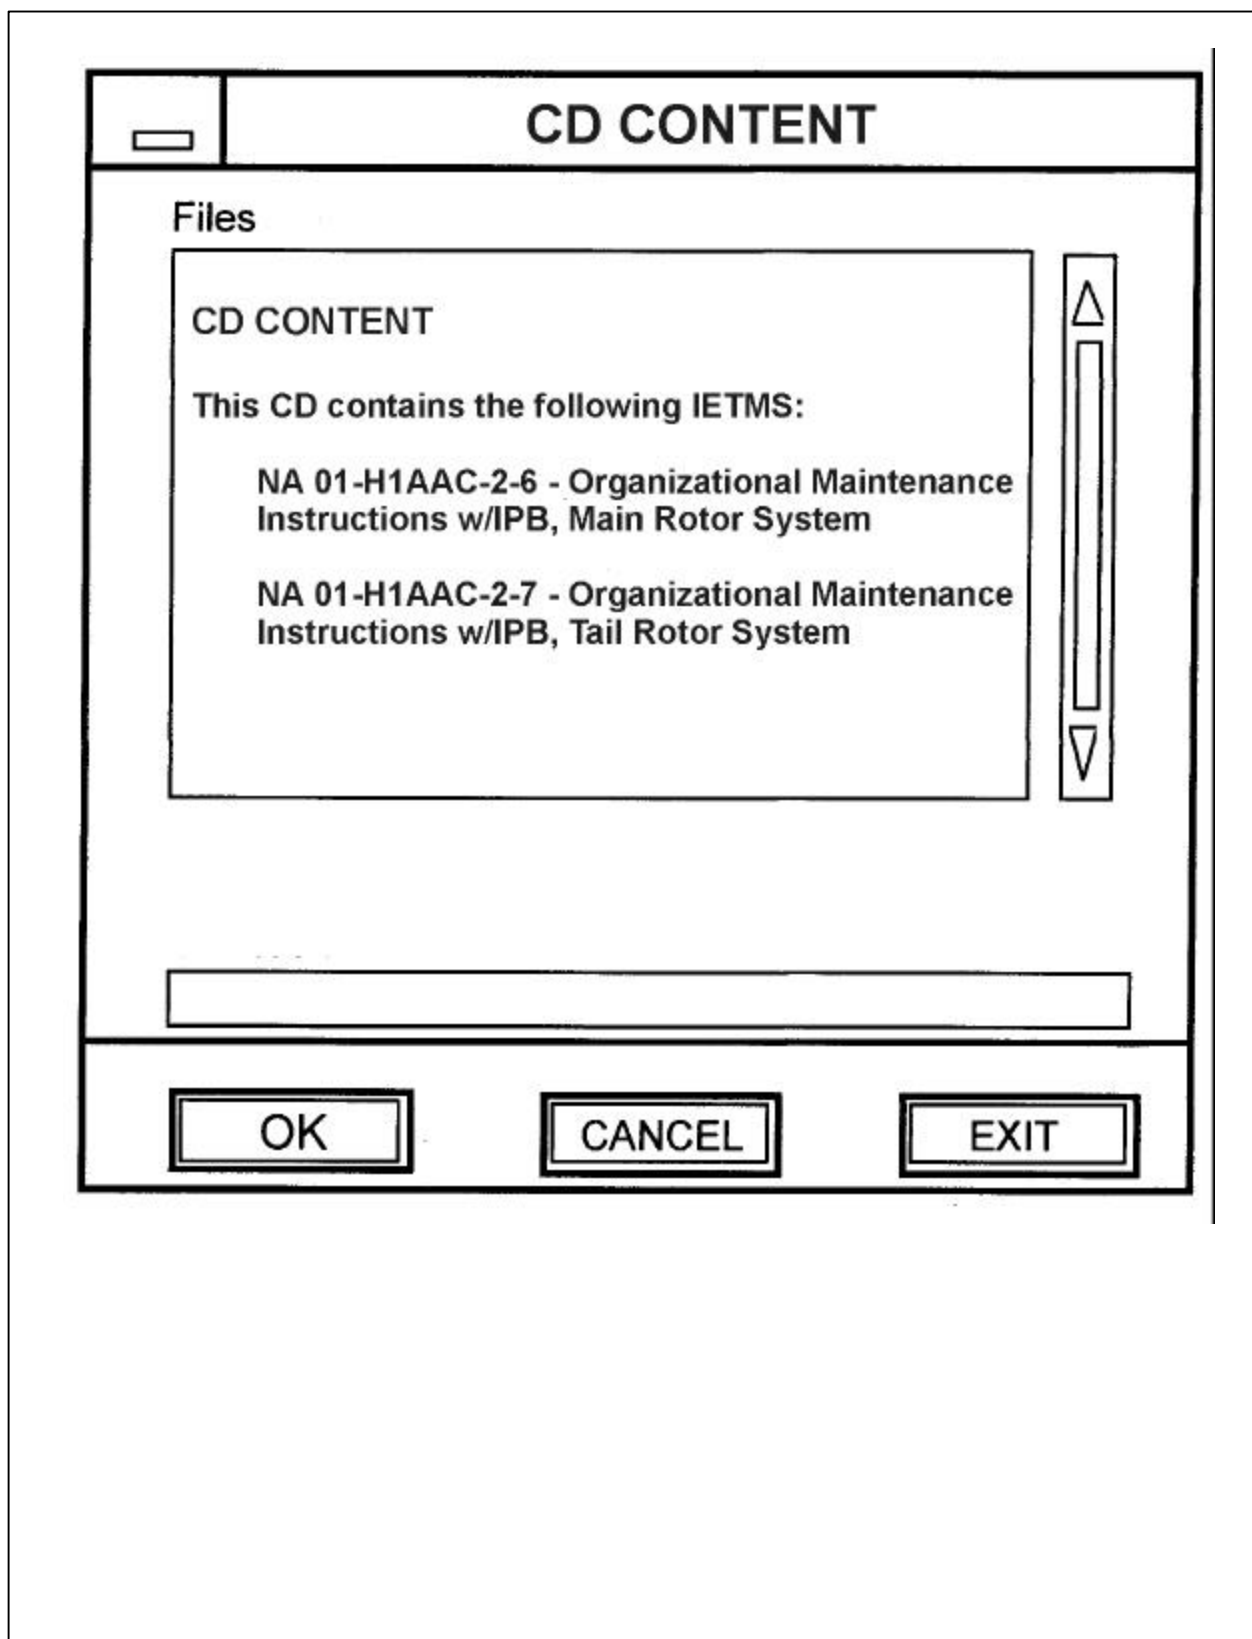 CD CONTENT
Files
CD CONTENT
This CD contains the following IETMS:
NA 01-H1AAC-2-6 - Organizational Maintenance
Instructions w/IPB, Main Rotor System
NA 01-H1AAC-2-7 - Organizational Maintenance
Instructions w/IPB, Tail Rotor System
OK
CANCEL
EXIT